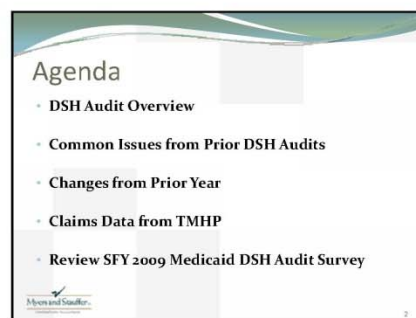 Agenda
• DSH Audit Overview
• Common Issues from Prior DSH Audits
• Changes from Prior Year
• Claims Data from TMHP
• Review SFY 2009 Medicaid DSH Audit Survey
Myers and Stauffer
2